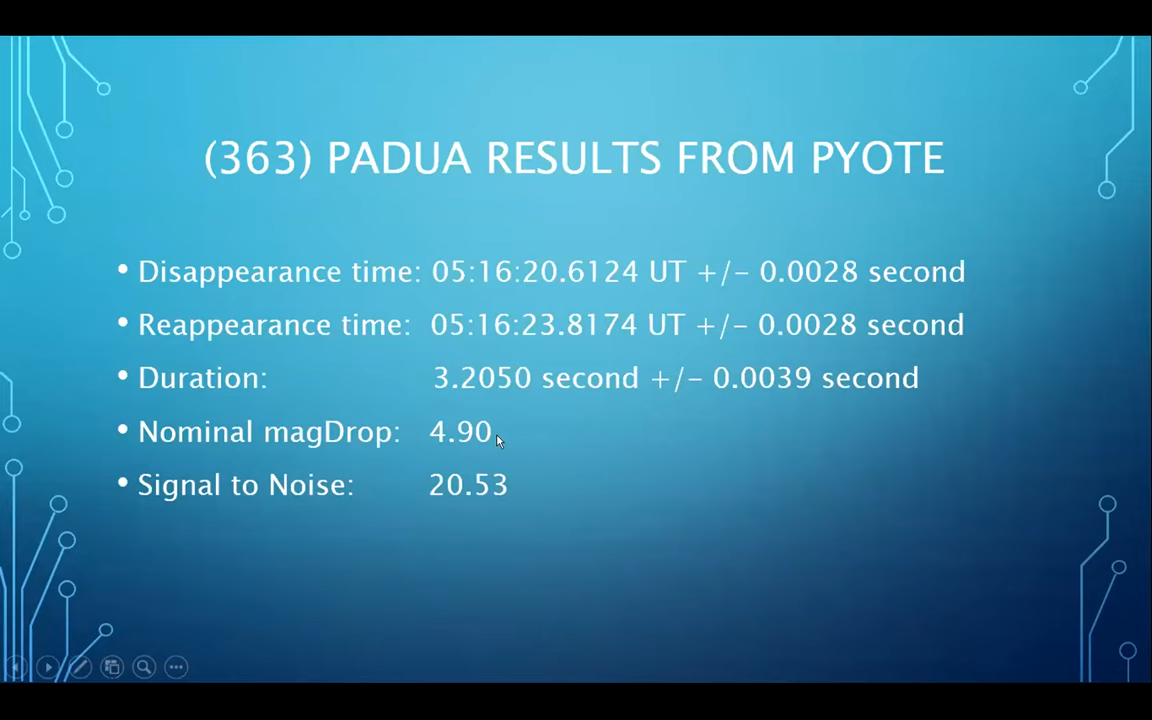 (363) PADUA RESULTS FROM PYOTE
• Disappearance time: 05:16:20.6124 UT +/- 0.0028 second
• Reappearance time: 05:16:23.8174 UT +/- 0.0028 second
• Duration: 3.2050 second +/- 0.0039 second
• Nominal magDrop: 4.90
• Signal to Noise: 20.53